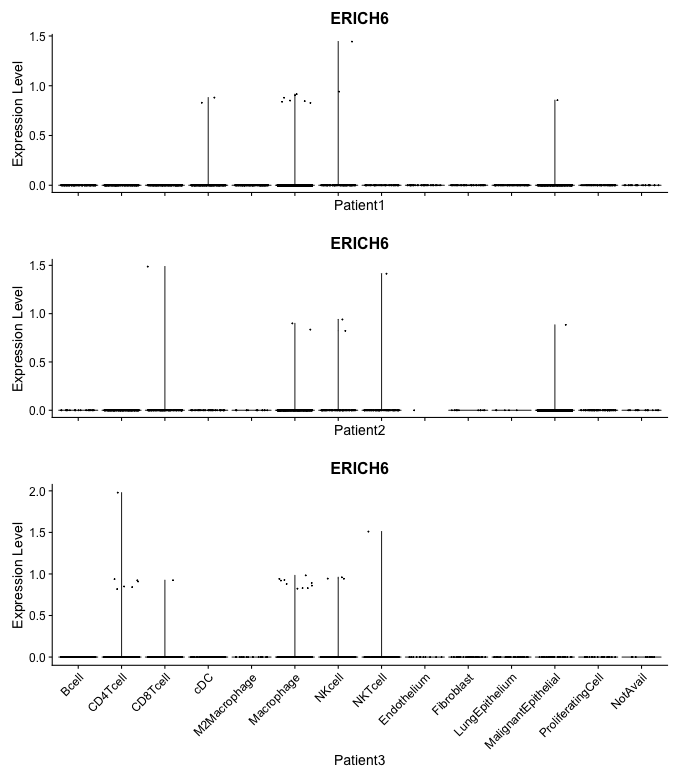 ERICH6
Expression Level
1.5
1.0
0.5
0.0
Patient1
ERICH6
Expression Level
1.5
1.0
0.5
0.0
Patient2
ERICH6
Expression Level
2.0
1.5
1.0
0.5
0.0
Bcell
CD4Tcell
CD8Tcell
cDC
M2Macrophage
Macrophage
NKcell
NKTcell
Endothelium
Fibroblast
LungEpithelium
MalignantEpithelial
ProliferatingCell
NotAvail
Patient3